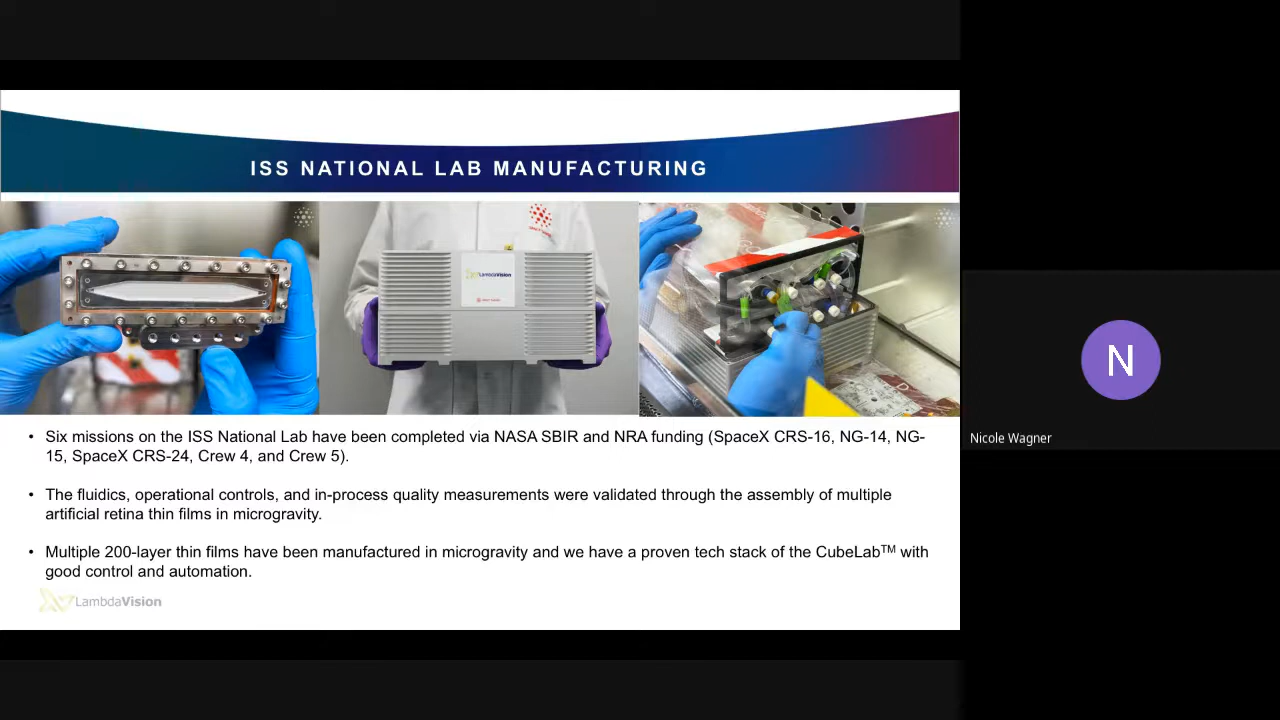 ISS NATIONAL LAB MANUFACTURING
LambdaVision
• Six missions on the ISS National Lab have been completed via NASA SBIR and NRA funding (SpaceX CRS-16, NG-14, NG-
15, SpaceX CRS-24, Crew 4, and Crew 5).
• The fluidics, operational controls, and in-process quality measurements were validated through the assembly of multiple
artificial retina thin films in microgravity.
• Multiple 200-layer thin films have been manufactured in microgravity and we have a proven tech stack of the CubeLab™ with
good control and automation.
LambdaVision
N
Nicole Wagner